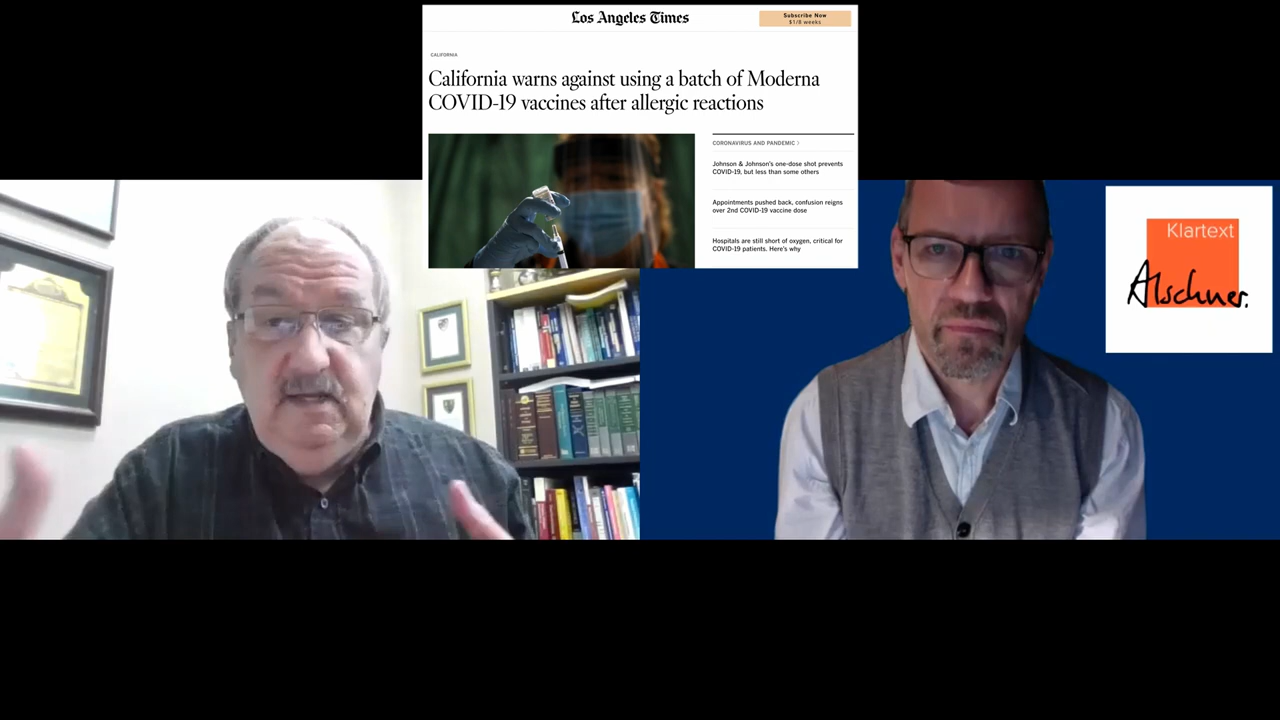 Los Angeles Times
Subscribe Now
$1/8 weeks
CALIFORNIA
California warns against using a batch of Moderna
COVID-19 vaccines after allergic reactions
CORONAVIRUS AND PANDEMIC
Johnson & Johnson's one-dose shot prevents
COVID-19, but less than some others
Appointments pushed back, confusion reigns
over 2nd COVID-19 vaccine dose
Hospitals are still short of oxygen, critical for
COVID-19 patients. Here's why
Klartext
Alschner.